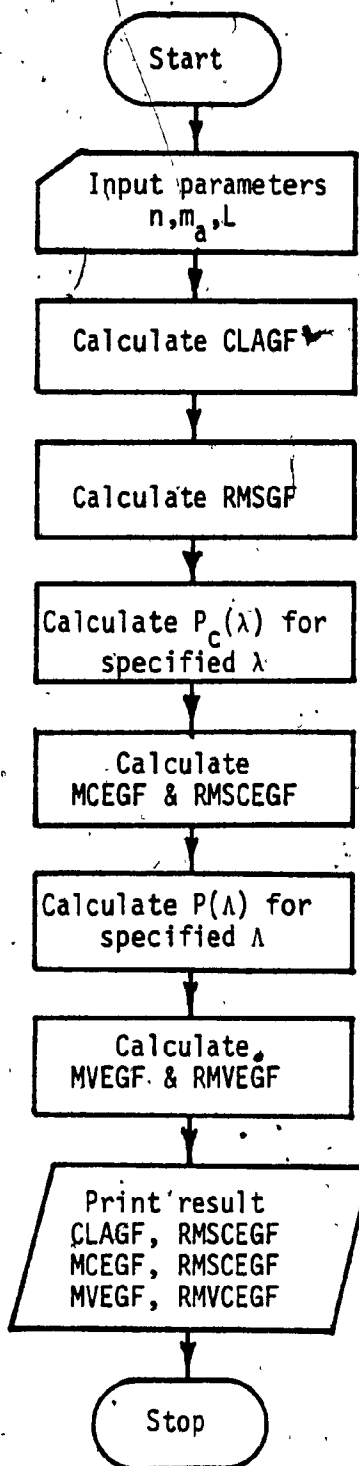 Start
Input parameters
n,mₐ,L
Calculate CLAGF
Calculate RMSGF
Calculate P_c(λ) for
specified λ
Calculate
MCEGF & RMSCEGF
Calculate P(Λ) for
specified Λ
Calculate
MVEGF & RMVEGF
Print result
CLAGF, RMSCEGF
MCEGF, RMSCEGF
MVEGF, RMVCEGF
Stop